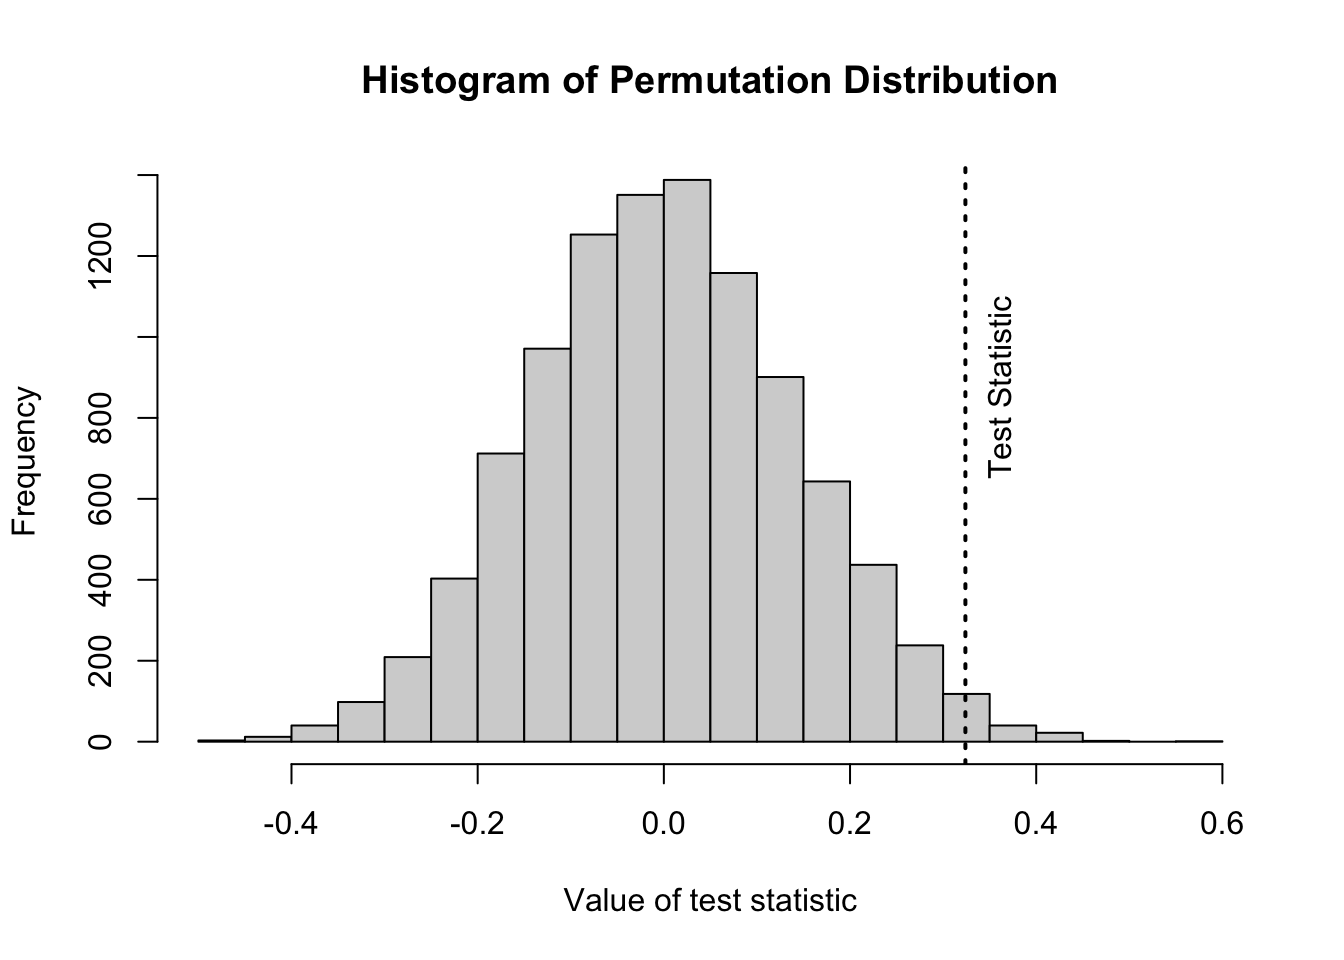 Histogram of Permutation Distribution
Frequency
1200
800
600
400
200
0
Test Statistic
-0.4 -0.2 0.0 0.2 0.4 0.6
Value of test statistic